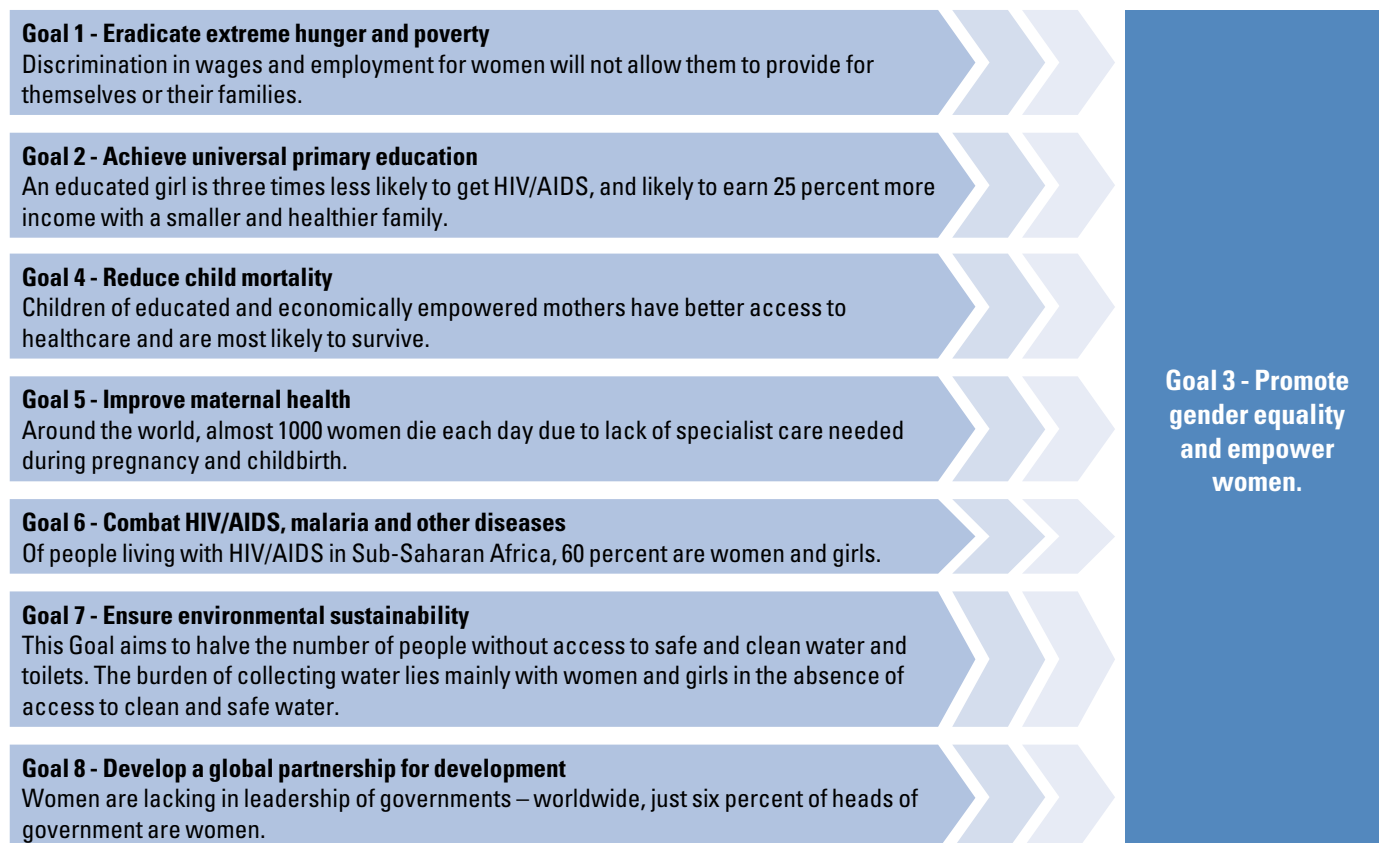 Goal 1 - Eradicate extreme hunger and poverty
Discrimination in wages and employment for women will not allow them to provide for
themselves or their families.
Goal 2 - Achieve universal primary education
An educated girl is three times less likely to get HIV/AIDS, and likely to earn 25 percent more
income with a smaller and healthier family.
Goal 4 - Reduce child mortality
Children of educated and economically empowered mothers have better access to
healthcare and are most likely to survive.
Goal 5 - Improve maternal health
Around the world, almost 1000 women die each day due to lack of specialist care needed
during pregnancy and childbirth.
Goal 6 - Combat HIV/AIDS, malaria and other diseases
Of people living with HIV/AIDS in Sub-Saharan Africa, 60 percent are women and girls.
Goal 7 - Ensure environmental sustainability
This Goal aims to halve the number of people without access to safe and clean water and
toilets. The burden of collecting water lies mainly with women and girls in the absence of
access to clean and safe water.
Goal 8 - Develop a global partnership for development
Women are lacking in leadership of governments – worldwide, just six percent of heads of
government are women.
Goal 3 - Promote
gender equality
and empower
women.